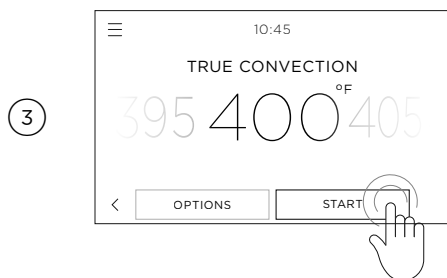 10:45
TRUE CONVECTION
395 400°F 405
3
OPTIONS START